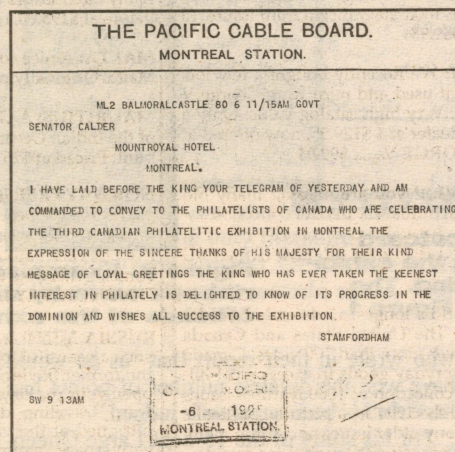 THE PACIFIC CABLE BOARD.
MONTREAL STATION.
ML2 BALMORALCASTLE 80 6 11/15AM GOVT
SENATOR CALDER
MOUNTROYAL HOTEL
MONTREAL.
I HAVE LAID BEFORE THE KING YOUR TELEGRAM OF YESTERDAY AND AM
COMMANDED TO CONVEY TO THE PHILATELISTS OF CANADA WHO ARE CELEBRATING
THE THIRD CANADIAN PHILATELITIC EXHIBITION IN MONTREAL THE
EXPRESSION OF THE SINCERE THANKS OF HIS MAJESTY FOR THEIR KIND
MESSAGE OF LOYAL GREETINGS THE KING WHO HAS EVER TAKEN THE KEENEST
INTEREST IN PHILATELY IS DELIGHTED TO KNOW OF ITS PROGRESS IN THE
DOMINION AND WISHES ALL SUCCESS TO THE EXHIBITION
STAMFORDHAM
SW 9 13AM
-6
MONTREAL STATION.